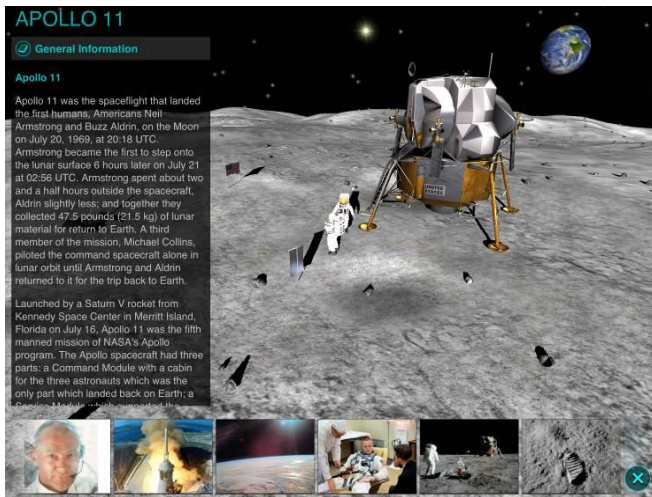 APOLLO 11
General Information
Apollo 11
Apollo 11 was the spaceflight that landed
the first humans, Americans Neil
Armstrong and Buzz Aldrin, on the Moon
on July 20, 1969, at 20:18 UTC.
Armstrong became the first to step onto
the lunar surface 6 hours later on July 21
at 02:56 UTC. Armstrong spent about two
and a half hours outside the spacecraft,
Aldrin slightly less; and together they
collected 47.5 pounds (21.5 kg) of lunar
material for return to Earth. A third
member of the mission, Michael Collins,
piloted the command spacecraft alone in
lunar orbit until Armstrong and Aldrin
returned to it for the trip back to Earth.
Launched by a Saturn V rocket from
Kennedy Space Center in Merritt Island,
Florida on July 16, Apollo 11 was the fifth
manned mission of NASA's Apollo
program. The Apollo spacecraft had three
parts: a Command Module with a cabin
for the three astronauts which was the
only part which landed back on Earth; a
Service Module which supported the
UNITED
STATES